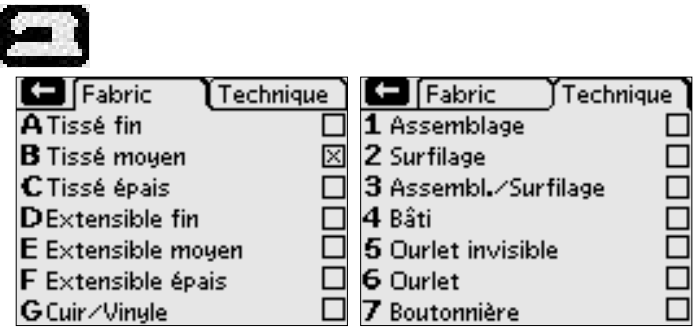 Fabric Technique
A Tissé fin
B Tissé moyen
C Tissé épais
D Extensible fin
E Extensible moyen
F Extensible épais
G Cuir/Vinyle
Fabric Technique
1 Assemblage
2 Surfilage
3 Assembl./Surfilage
4 Bâti
5 Ourlet invisible
6 Ourlet
7 Boutonnière